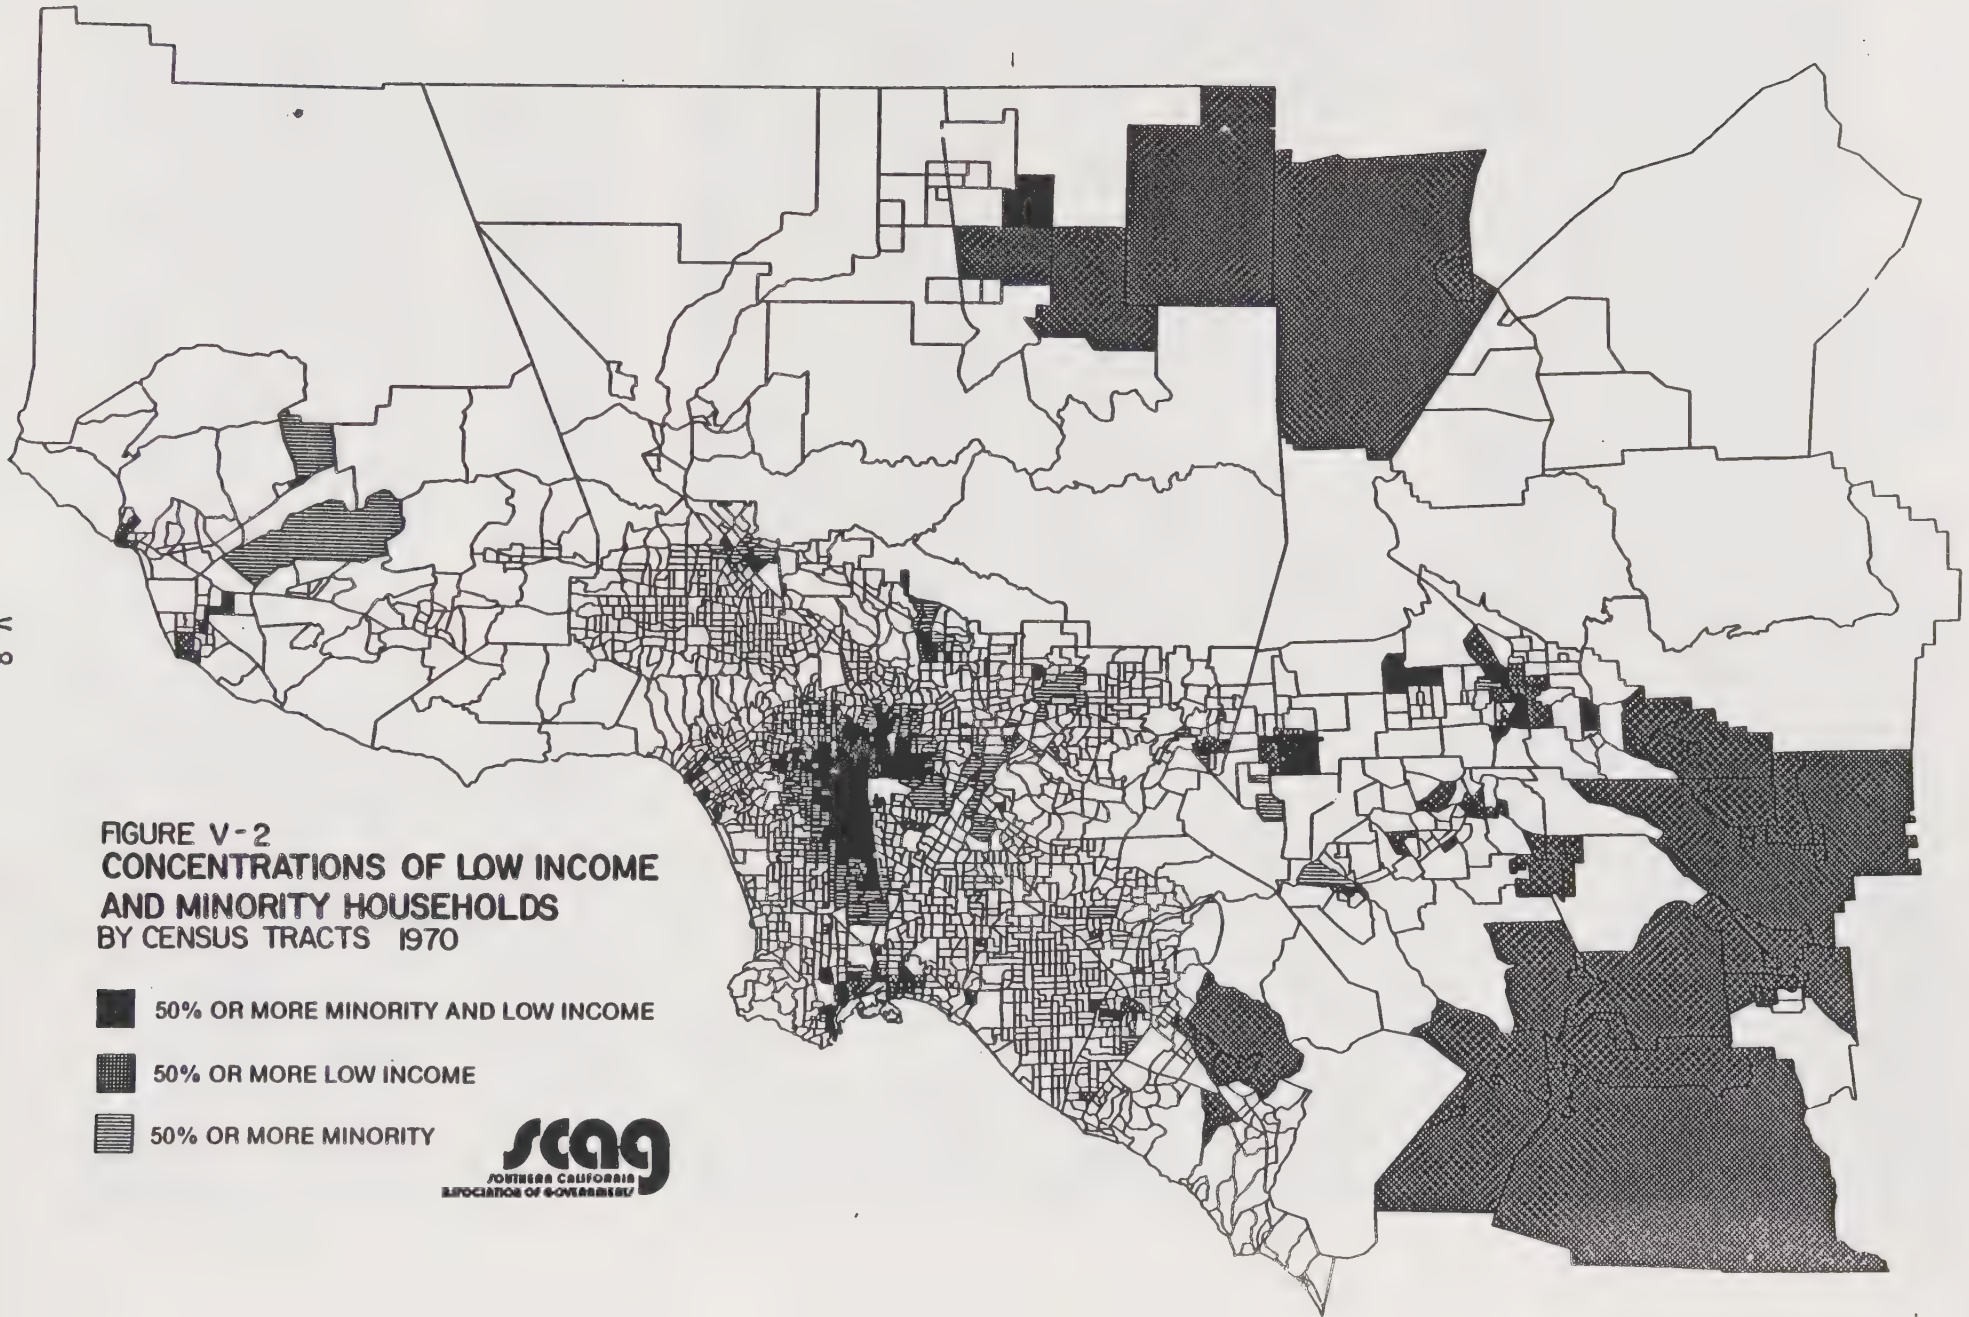 FIGURE V-2
CONCENTRATIONS OF LOW INCOME
AND MINORITY HOUSEHOLDS
BY CENSUS TRACTS 1970
50% OR MORE MINORITY AND LOW INCOME
50% OR MORE LOW INCOME
50% OR MORE MINORITY
scag
SOUTHERN CALIFORNIA
ASSOCIATION OF GOVERNMENTS